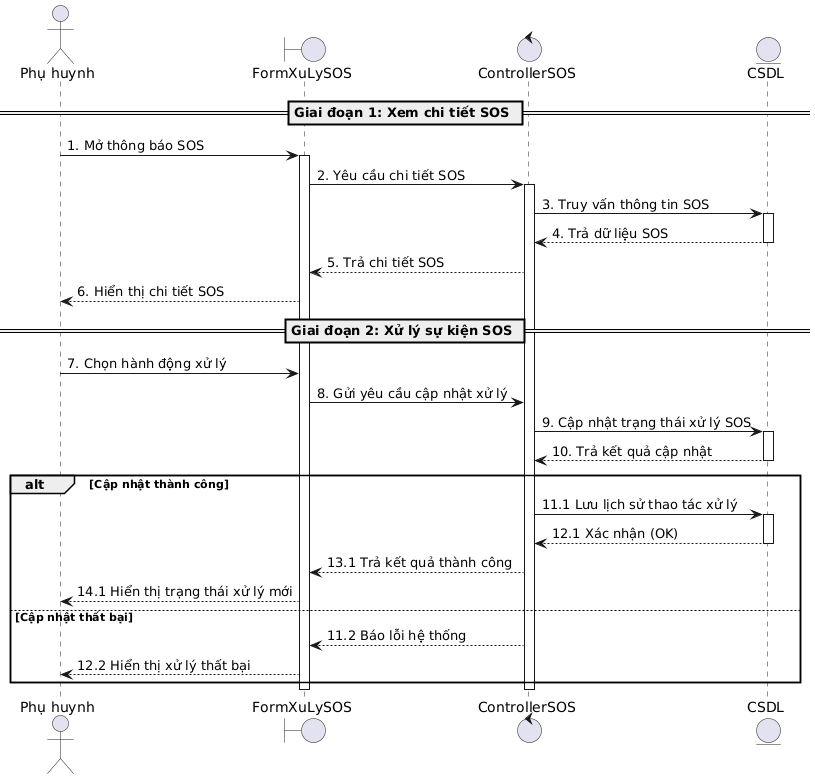 Phụ huynh
FormXuLySOS
ControllerSOS
CSDL
Giai đoạn 1: Xem chi tiết SOS
1. Mở thông báo SOS
2. Yêu cầu chi tiết SOS
3. Truy vấn thông tin SOS
4. Trả dữ liệu SOS
5. Trả chi tiết SOS
6. Hiển thị chi tiết SOS
Giai đoạn 2: Xử lý sự kiện SOS
7. Chọn hành động xử lý
8. Gửi yêu cầu cập nhật xử lý
9. Cập nhật trạng thái xử lý SOS
10. Trả kết quả cập nhật
alt
[Cập nhật thành công]
11.1 Lưu lịch sử thao tác xử lý
12.1 Xác nhận (OK)
13.1 Trả kết quả thành công
14.1 Hiển thị trạng thái xử lý mới
[Cập nhật thất bại]
11.2 Báo lỗi hệ thống
12.2 Hiển thị xử lý thất bại
Phụ huynh
FormXuLySOS
ControllerSOS
CSDL